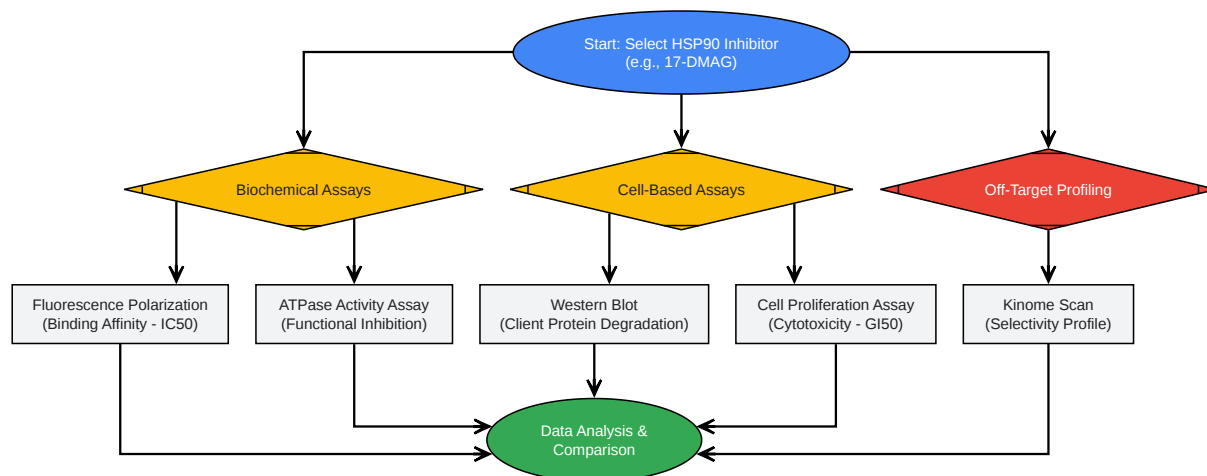 Start: Select HSP90 Inhibitor
(e.g., 17-DMAG)
Biochemical Assays
Cell-Based Assays
Off-Target Profiling
Fluorescence Polarization
(Binding Affinity - IC50)
ATPase Activity Assay
(Functional Inhibition)
Western Blot
(Client Protein Degradation)
Cell Proliferation Assay
(Cytotoxicity - GI50)
Kinome Scan
(Selectivity Profile)
Data Analysis &
Comparison